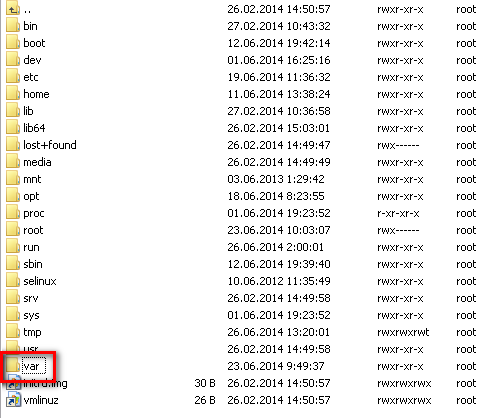 .. 26.02.2014 14:50:57 rwxr-xr-x root
bin 27.02.2014 10:43:32 rwxr-xr-x root
boot 12.06.2014 19:42:14 rwxr-xr-x root
dev 01.06.2014 16:25:16 rwxr-xr-x root
etc 19.06.2014 11:36:32 rwxr-xr-x root
home 11.06.2014 13:38:24 rwxr-xr-x root
lib 27.02.2014 10:36:58 rwxr-xr-x root
lib64 26.02.2014 15:03:01 rwxr-xr-x root
lost+found 26.02.2014 14:49:47 rwx------ root
media 26.02.2014 14:49:49 rwxr-xr-x root
mnt 03.06.2013 1:29:42 rwxr-xr-x root
opt 18.06.2014 8:23:55 rwxr-xr-x root
proc 01.06.2014 19:23:52 r-xr-xr-x root
root 23.06.2014 10:03:07 rwx------ root
run 26.06.2014 2:00:01 rwxr-xr-x root
sbin 12.06.2014 19:39:40 rwxr-xr-x root
selinux 10.06.2012 11:35:49 rwxr-xr-x root
srv 26.02.2014 14:49:58 rwxr-xr-x root
sys 01.06.2014 19:23:52 rwxr-xr-x root
tmp 26.06.2014 13:20:01 rwxrwxrwt root
usr 26.02.2014 14:49:58 rwxr-xr-x root
var 23.06.2014 9:49:37 rwxr-xr-x root
initrd.img 30 B 26.02.2014 14:50:57 rwxrwxrwx root
vmlinuz 26 B 26.02.2014 14:50:57 rwxrwxrwx root